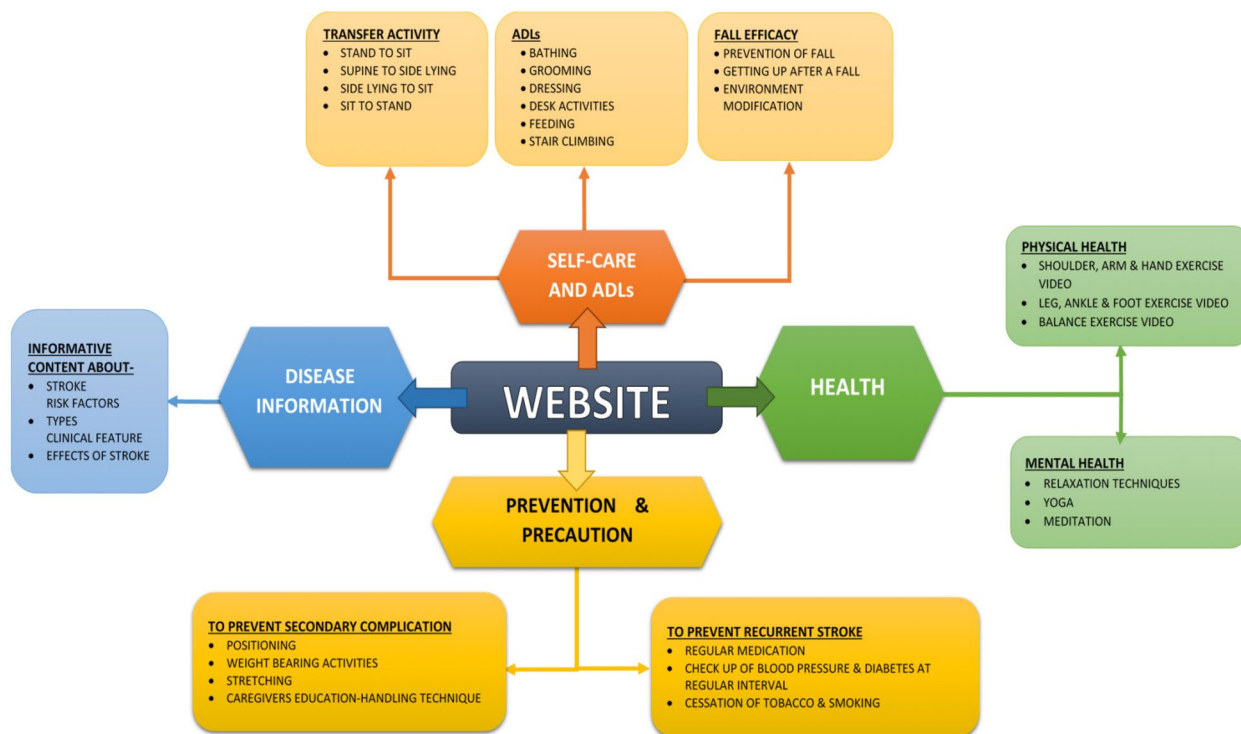 TRANSFER ACTIVITY
• STAND TO SIT
• SUPINE TO SIDE LYING
• SIDE LYING TO SIT
• SIT TO STAND
ADLs
• BATHING
• GROOMING
• DRESSING
• DESK ACTIVITIES
• FEEDING
• STAIR CLIMBING
FALL EFFICACY
• PREVENTION OF FALL
• GETTING UP AFTER A FALL
• ENVIRONMENT
MODIFICATION
SELF-CARE
AND ADLs
INFORMATIVE
CONTENT ABOUT-
• STROKE
RISK FACTORS
• TYPES
CLINICAL FEATURE
• EFFECTS OF STROKE
DISEASE
INFORMATION
WEBSITE
HEALTH
PHYSICAL HEALTH
• SHOULDER, ARM & HAND EXERCISE
VIDEO
• LEG, ANKLE & FOOT EXERCISE VIDEO
• BALANCE EXERCISE VIDEO
MENTAL HEALTH
• RELAXATION TECHNIQUES
• YOGA
• MEDITATION
PREVENTION &
PRECAUTION
TO PREVENT SECONDARY COMPLICATION
• POSITIONING
• WEIGHT BEARING ACTIVITIES
• STRETCHING
• CAREGIVERS EDUCATION-HANDLING TECHNIQUE
TO PREVENT RECURRENT STROKE
• REGULAR MEDICATION
• CHECK UP OF BLOOD PRESSURE & DIABETES AT
REGULAR INTERVAL
• CESSATION OF TOBACCO & SMOKING